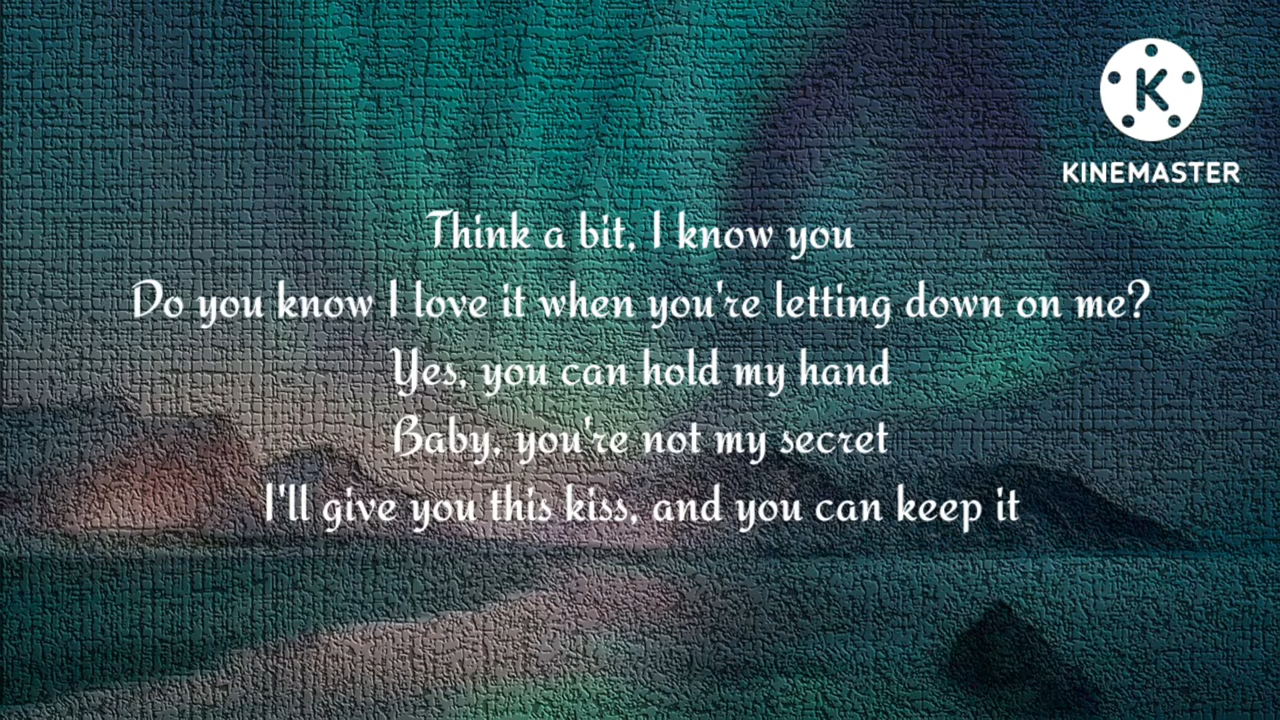 K
KINEMASTER
Think a bit, I know you
Do you know I love it when you're letting down on me?
Yes, you can hold my hand
Baby, you're not my secret
I'll give you this kiss, and you can keep it